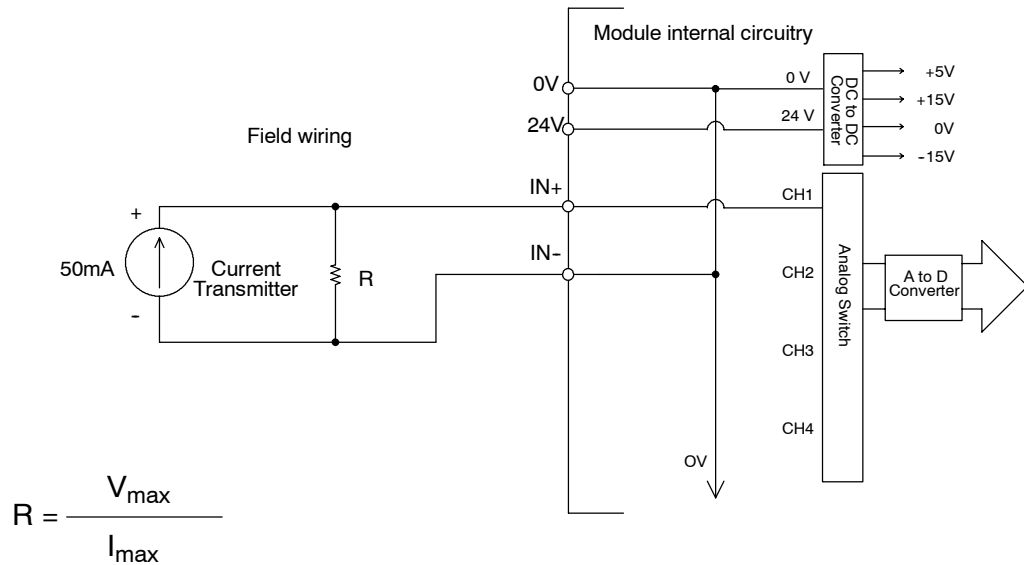 Module internal circuitry
0V
0 V
DC to DC
Converter
+5V
+15V
24V
24 V
0V
-15V
Field wiring
IN+
CH1
+
50mA
Current
Transmitter
R
-
IN-
CH2
Analog Switch
A to D
Converter
CH3
CH4
OV
R =
Vmax
Imax